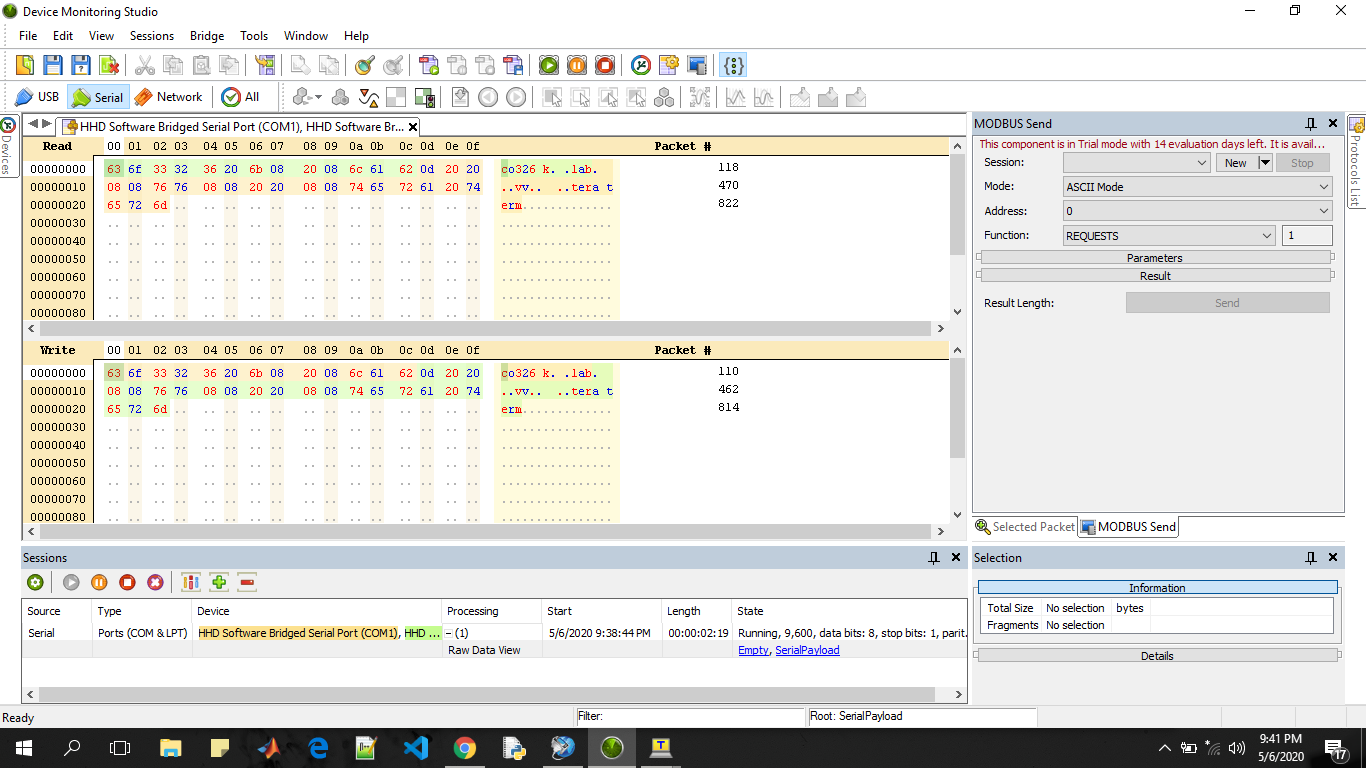 Device Monitoring Studio
File Edit View Sessions Bridge Tools Window Help
USB Serial Network All
Devices
HHD Software Bridged Serial Port (COM1), HHD Software Br...
Read 00 01 02 03 04 05 06 07 08 09 0a 0b 0c 0d 0e 0f Packet #
00000000 63 6f 33 32 36 20 6b 08 20 08 6c 61 62 0d 20 20 co326 k. .lab. 118
00000010 08 08 76 76 08 08 20 20 08 08 74 65 72 61 20 74 ..vv.. ..tera t 470
00000020 65 72 6d .. .. .. .. .. .. .. .. .. .. .. .. .. erm............. 822
00000030 .. .. .. .. .. .. .. .. .. .. .. .. .. .. .. .. ................
00000040 .. .. .. .. .. .. .. .. .. .. .. .. .. .. .. .. ................
00000050 .. .. .. .. .. .. .. .. .. .. .. .. .. .. .. .. ................
00000060 .. .. .. .. .. .. .. .. .. .. .. .. .. .. .. .. ................
00000070 .. .. .. .. .. .. .. .. .. .. .. .. .. .. .. .. ................
00000080 .. .. .. .. .. .. .. .. .. .. .. .. .. .. .. .. ................
Write 00 01 02 03 04 05 06 07 08 09 0a 0b 0c 0d 0e 0f Packet #
00000000 63 6f 33 32 36 20 6b 08 20 08 6c 61 62 0d 20 20 co326 k. .lab. 110
00000010 08 08 76 76 08 08 20 20 08 08 74 65 72 61 20 74 ..vv.. ..tera t 462
00000020 65 72 6d .. .. .. .. .. .. .. .. .. .. .. .. .. erm............. 814
00000030 .. .. .. .. .. .. .. .. .. .. .. .. .. .. .. .. ................
00000040 .. .. .. .. .. .. .. .. .. .. .. .. .. .. .. .. ................
00000050 .. .. .. .. .. .. .. .. .. .. .. .. .. .. .. .. ................
00000060 .. .. .. .. .. .. .. .. .. .. .. .. .. .. .. .. ................
00000070 .. .. .. .. .. .. .. .. .. .. .. .. .. .. .. .. ................
00000080 .. .. .. .. .. .. .. .. .. .. .. .. .. .. .. .. ................
MODBUS Send
This component is in Trial mode with 14 evaluation days left. It is avail...
Session: New Stop
Mode: ASCII Mode
Address: 0
Function: REQUESTS 1
Parameters
Result
Result Length: Send
Selected Packet MODBUS Send
Protocols List
Sessions
Source Type Device Processing Start Length State
Serial Ports (COM & LPT) HHD Software Bridged Serial Port (COM1), HHD ... (1) 5/6/2020 9:38:44 PM 00:00:02:19 Running, 9,600, data bits: 8, stop bits: 1, parit.
Raw Data View Empty, SerialPayload
Selection
Information
Total Size No selection bytes
Fragments No selection
Details
Ready Filter: Root: SerialPayload
9:41 PM
5/6/2020
17